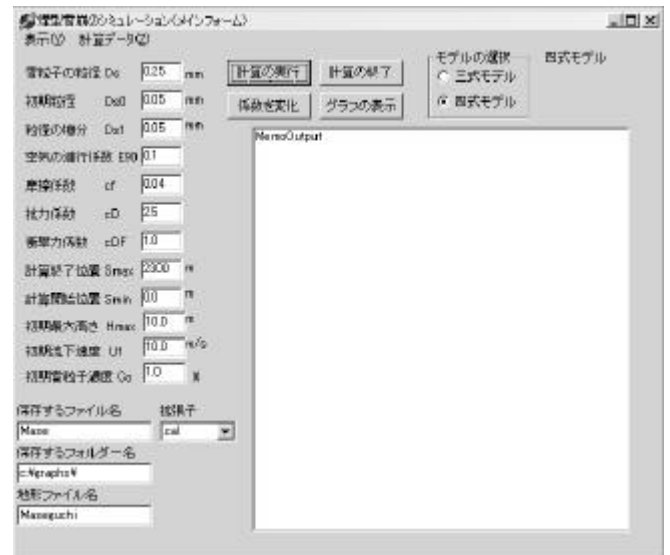 煙型雪崩のシミュレーション(メインフォーム)
表示(V) 計算データ(Z)
雪粒子の粒径 Ds 0.25 mm
初期粒径 Ds0 0.05 mm
粒径の増分 Ds1 0.05 mm
空気の連行係数 E90 0.1
摩擦係数 cf 0.04
抗力係数 cD 2.5
衝撃力係数 cDF 1.0
計算終了位置 Smax 2300 m
計算開始位置 Smin 0.0 m
初期最大高さ Hmax 10.0 m
初期流下速度 Uf 10.0 m/s
初期雪粒子濃度 Co 1.0 %
保存するファイル名 拡張子
Mase cal
保存するフォルダー名
c:¥graphs¥
地形ファイル名
Maseguchi
計算の実行 計算の終了
係数を変化 グラフの表示
モデルの選択
三式モデル
四式モデル
四式モデル
MemoOutput